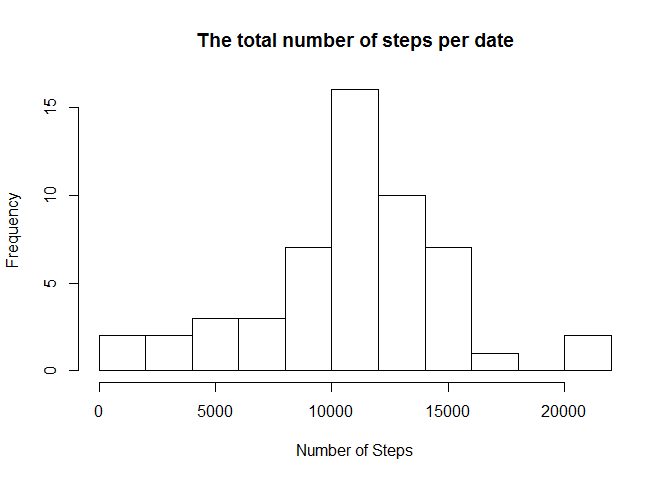 The total number of steps per date
Frequency
15
10
5
0
0 5000 10000 15000 20000
Number of Steps